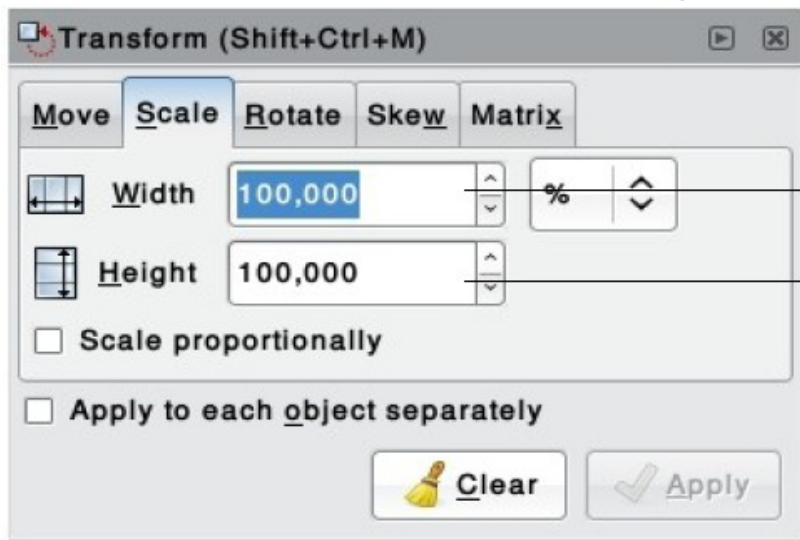 Transform (Shift+Ctrl+M)
Move Scale Rotate Skew Matrix
Width 100,000 %
Height 100,000
Scale proportionally
Apply to each object separately
Clear Apply